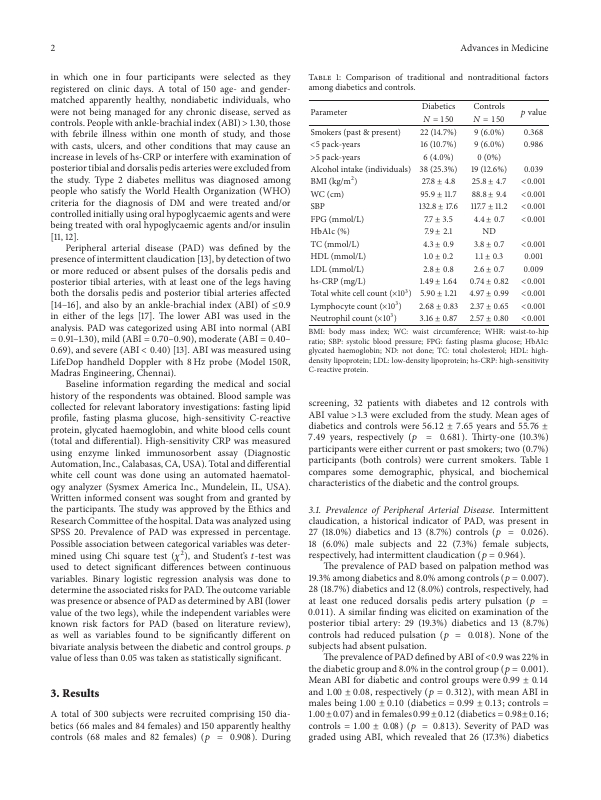 2
Advances in Medicine
in which one in four participants were selected as they
registered on clinic days. A total of 150 age- and gender-
matched apparently healthy, nondiabetic individuals, who
were not being managed for any chronic disease, served as
controls. People with ankle-brachial index (ABI) > 1.30, those
with febrile illness within one month of study, and those
with casts, ulcers, and other conditions that may cause an
increase in levels of hs-CRP or interfere with examination of
posterior tibial and dorsalis pedis arteries were excluded from
the study. Type 2 diabetes mellitus was diagnosed among
people who satisfy the World Health Organization (WHO)
criteria for the diagnosis of DM and were treated and/or
controlled initially using oral hypoglycaemic agents and were
being treated with oral hypoglycaemic agents and/or insulin
[11, 12].
Peripheral arterial disease (PAD) was defined by the
presence of intermittent claudication [13], by detection of two
or more reduced or absent pulses of the dorsalis pedis and
posterior tibial arteries, with at least one of the legs having
both the dorsalis pedis and posterior tibial arteries affected
[14–16], and also by an ankle-brachial index (ABI) of ≤0.9
in either of the legs [17]. The lower ABI was used in the
analysis. PAD was categorized using ABI into normal (ABI
= 0.91–1.30), mild (ABI = 0.70–0.90), moderate (ABI = 0.40–
0.69), and severe (ABI < 0.40) [13]. ABI was measured using
LifeDop handheld Doppler with 8 Hz probe (Model 150R,
Madras Engineering, Chennai).
Baseline information regarding the medical and social
history of the respondents was obtained. Blood sample was
collected for relevant laboratory investigations: fasting lipid
profile, fasting plasma glucose, high-sensitivity C-reactive
protein, glycated haemoglobin, and white blood cells count
(total and differential). High-sensitivity CRP was measured
using enzyme linked immunosorbent assay (Diagnostic
Automation, Inc., Calabasas, CA, USA). Total and differential
white cell count was done using an automated haematol-
ogy analyzer (Sysmex America Inc., Mundelein, IL, USA).
Written informed consent was sought from and granted by
the participants. The study was approved by the Ethics and
Research Committee of the hospital. Data was analyzed using
SPSS 20. Prevalence of PAD was expressed in percentage.
Possible association between categorical variables was deter-
mined using Chi square test (χ²), and Student's t-test was
used to detect significant differences between continuous
variables. Binary logistic regression analysis was done to
determine the associated risks for PAD. The outcome variable
was presence or absence of PAD as determined by ABI (lower
value of the two legs), while the independent variables were
known risk factors for PAD (based on literature review),
as well as variables found to be significantly different on
bivariate analysis between the diabetic and control groups. p
value of less than 0.05 was taken as statistically significant.
3. Results
A total of 300 subjects were recruited comprising 150 dia-
betics (66 males and 84 females) and 150 apparently healthy
controls (68 males and 82 females) (p = 0.908). During
Table 1: Comparison of traditional and nontraditional factors
among diabetics and controls.
Parameter Diabetics N = 150 Controls N = 150 p value
Smokers (past & present) 22 (14.7%) 9 (6.0%) 0.368
<5 pack-years 16 (10.7%) 9 (6.0%) 0.986
>5 pack-years 6 (4.0%) 0 (0%)
Alcohol intake (individuals) 38 (25.3%) 19 (12.6%) 0.039
BMI (kg/m²) 27.8 ± 4.8 25.8 ± 4.7 <0.001
WC (cm) 95.9 ± 11.7 88.8 ± 9.4 <0.001
SBP 132.8 ± 17.6 117.7 ± 11.2 <0.001
FPG (mmol/L) 7.7 ± 3.5 4.4 ± 0.7 <0.001
HbA1c (%) 7.9 ± 2.1 ND
TC (mmol/L) 4.3 ± 0.9 3.8 ± 0.7 <0.001
HDL (mmol/L) 1.0 ± 0.2 1.1 ± 0.3 0.001
LDL (mmol/L) 2.8 ± 0.8 2.6 ± 0.7 0.009
hs-CRP (mg/L) 1.49 ± 1.64 0.74 ± 0.82 <0.001
Total white cell count (×10³) 5.90 ± 1.21 4.97 ± 0.99 <0.001
Lymphocyte count (×10³) 2.68 ± 0.83 2.37 ± 0.65 <0.001
Neutrophil count (×10³) 3.16 ± 0.87 2.57 ± 0.80 <0.001
BMI: body mass index; WC: waist circumference; WHR: waist-to-hip
ratio; SBP: systolic blood pressure; FPG: fasting plasma glucose; HbA1c:
glycated haemoglobin; ND: not done; TC: total cholesterol; HDL: high-
density lipoprotein; LDL: low-density lipoprotein; hs-CRP: high-sensitivity
C-reactive protein.
screening, 32 patients with diabetes and 12 controls with
ABI value >1.3 were excluded from the study. Mean ages of
diabetics and controls were 56.12 ± 7.65 years and 55.76 ±
7.49 years, respectively (p = 0.681). Thirty-one (10.3%)
participants were either current or past smokers; two (0.7%)
participants (both controls) were current smokers. Table 1
compares some demographic, physical, and biochemical
characteristics of the diabetic and the control groups.
3.1. Prevalence of Peripheral Arterial Disease. Intermittent
claudication, a historical indicator of PAD, was present in
27 (18.0%) diabetics and 13 (8.7%) controls (p = 0.026).
18 (6.0%) male subjects and 22 (7.3%) female subjects,
respectively, had intermittent claudication (p = 0.964).
The prevalence of PAD based on palpation method was
19.3% among diabetics and 8.0% among controls (p = 0.007).
28 (18.7%) diabetics and 12 (8.0%) controls, respectively, had
at least one reduced dorsalis pedis artery pulsation (p =
0.011). A similar finding was elicited on examination of the
posterior tibial artery: 29 (19.3%) diabetics and 13 (8.7%)
controls had reduced pulsation (p = 0.018). None of the
subjects had absent pulsation.
The prevalence of PAD defined by ABI of <0.9 was 22% in
the diabetic group and 8.0% in the control group (p = 0.001).
Mean ABI for diabetic and control groups were 0.99 ± 0.14
and 1.00 ± 0.08, respectively (p = 0.312), with mean ABI in
males being 1.00 ± 0.10 (diabetics = 0.99 ± 0.13; controls =
1.00 ± 0.07) and in females 0.99 ± 0.12 (diabetics = 0.98 ± 0.16;
controls = 1.00 ± 0.08) (p = 0.813). Severity of PAD was
graded using ABI, which revealed that 26 (17.3%) diabetics